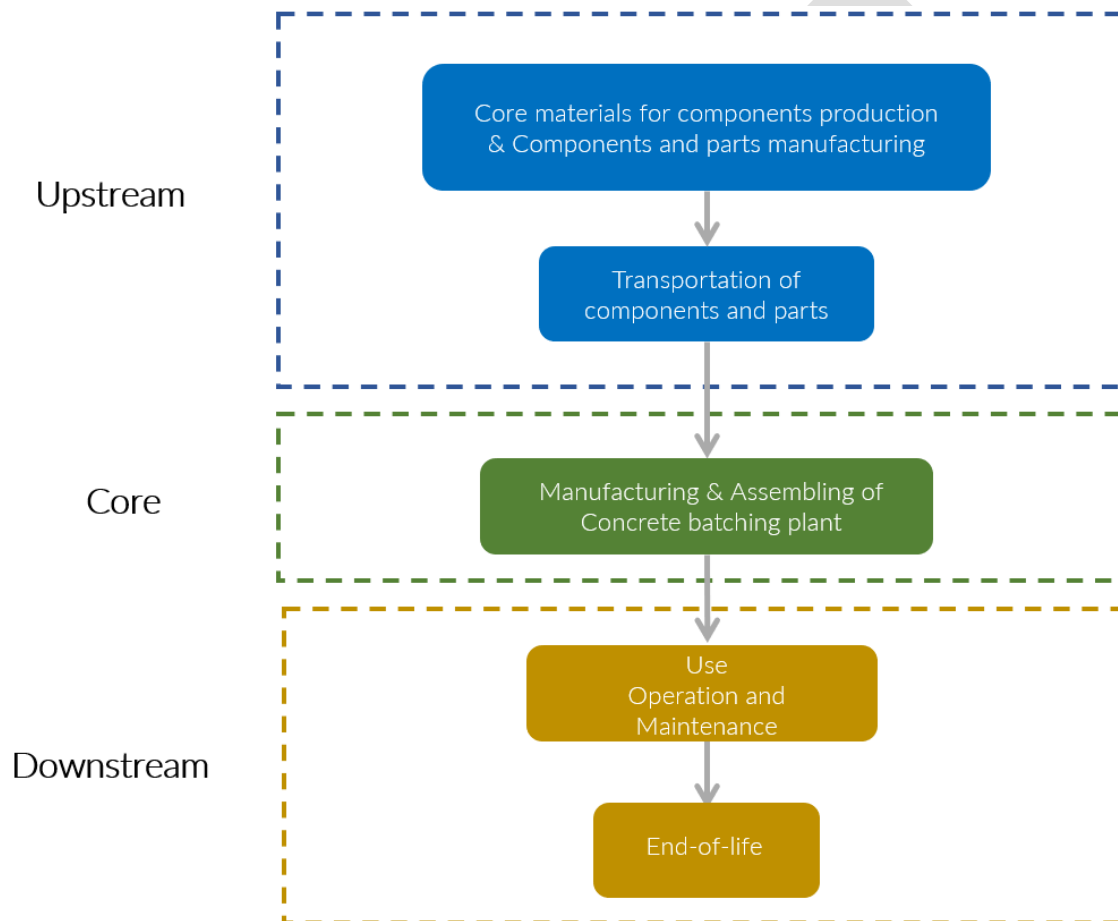 Upstream
Core materials for components production
& Components and parts manufacturing
Transportation of
components and parts
Core
Manufacturing & Assembling of
Concrete batching plant
Downstream
Use
Operation and
Maintenance
End-of-life